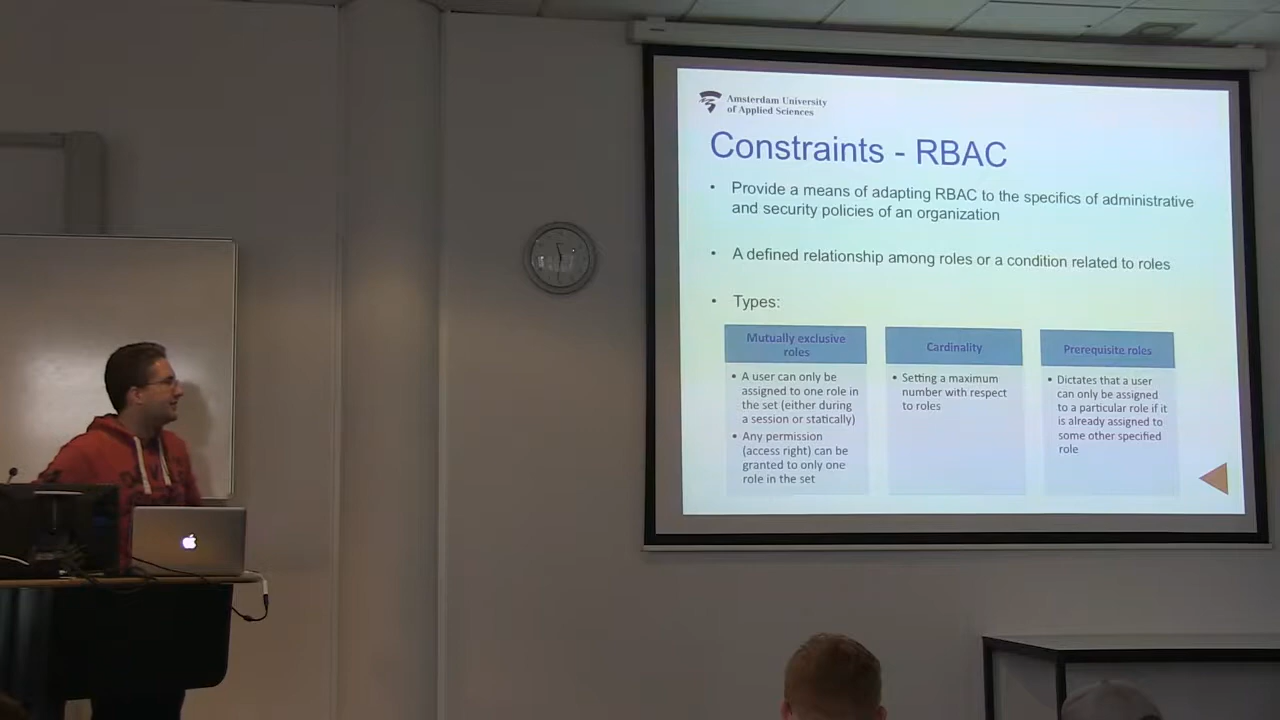 Amsterdam University
of Applied Sciences
Constraints - RBAC
• Provide a means of adapting RBAC to the specifics of administrative
and security policies of an organization
• A defined relationship among roles or a condition related to roles
• Types:
Mutually exclusive
roles
• A user can only be
assigned to one role in
the set (either during
a session or statically)
• Any permission
(access right) can be
granted to only one
role in the set
Cardinality
• Setting a maximum
number with respect
to roles
Prerequisite roles
• Dictates that a user
can only be assigned
to a particular role if it
is already assigned to
some other specified
role